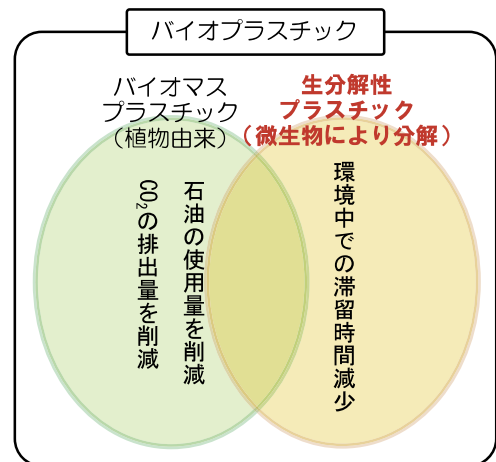 バイオプラスチック
バイオマス
プラスチック
（植物由来）
生分解性
プラスチック
（微生物により分解）
石油の使用量を削減
CO₂の排出量を削減
環境中での滞留時間減少